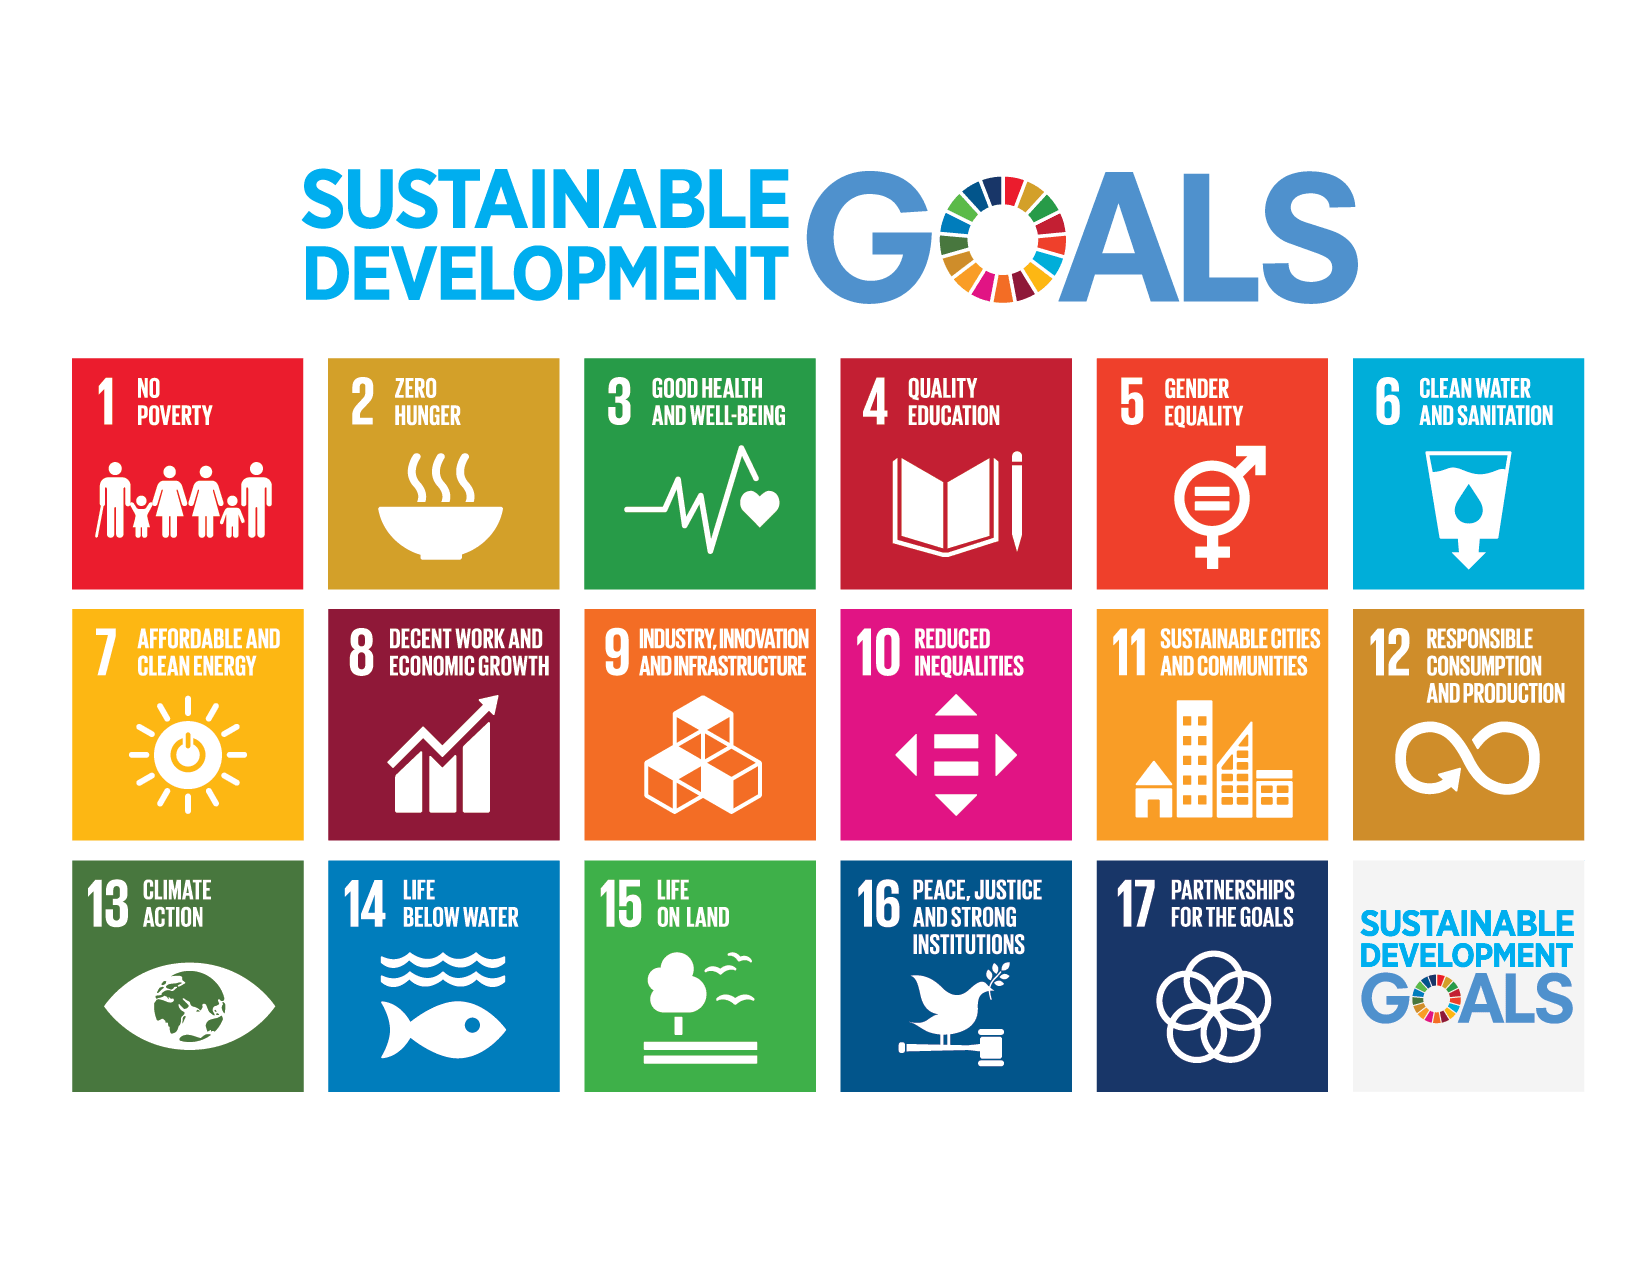 SUSTAINABLE
DEVELOPMENT
GOALS
1 NO
POVERTY
2 ZERO
HUNGER
3 GOOD HEALTH
AND WELL-BEING
4 QUALITY
EDUCATION
5 GENDER
EQUALITY
6 CLEAN WATER
AND SANITATION
7 AFFORDABLE AND
CLEAN ENERGY
8 DECENT WORK AND
ECONOMIC GROWTH
9 INDUSTRY, INNOVATION
AND INFRASTRUCTURE
10 REDUCED
INEQUALITIES
11 SUSTAINABLE CITIES
AND COMMUNITIES
12 RESPONSIBLE
CONSUMPTION
AND PRODUCTION
13 CLIMATE
ACTION
14 LIFE
BELOW WATER
15 LIFE
ON LAND
16 PEACE, JUSTICE
AND STRONG
INSTITUTIONS
17 PARTNERSHIPS
FOR THE GOALS
SUSTAINABLE
DEVELOPMENT
GOALS